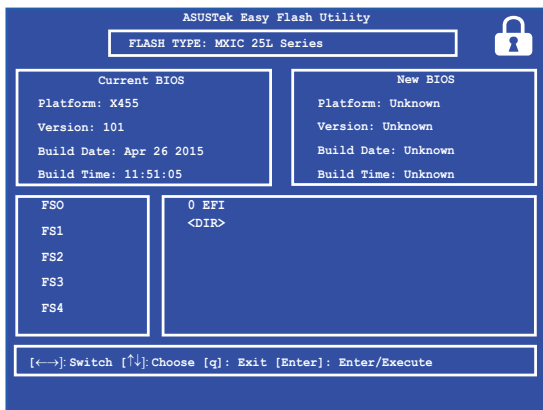 ASUSTek Easy Flash Utility
FLASH TYPE: MXIC 25L Series
Current BIOS
Platform: X455
Version: 101
Build Date: Apr 26 2015
Build Time: 11:51:05
New BIOS
Platform: Unknown
Version: Unknown
Build Date: Unknown
Build Time: Unknown
FSO
FS1
FS2
FS3
FS4
0 EFI
<DIR>
[←→]: Switch [↑↓]: Choose [q]: Exit [Enter]: Enter/Execute